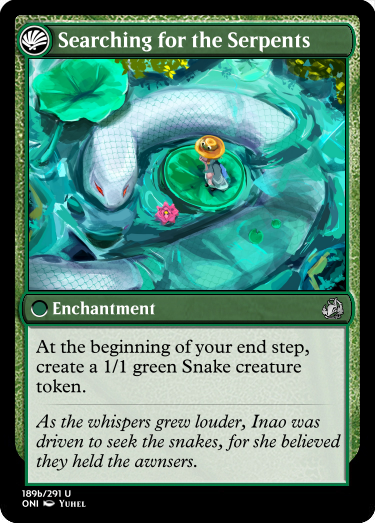 Searching for the Serpents
Enchantment
At the beginning of your end step,
create a 1/1 green Snake creature
token.
As the whispers grew louder, Inao was
driven to seek the snakes, for she believed
they held the awnsers.
189b/291 U
ONI Yuhel